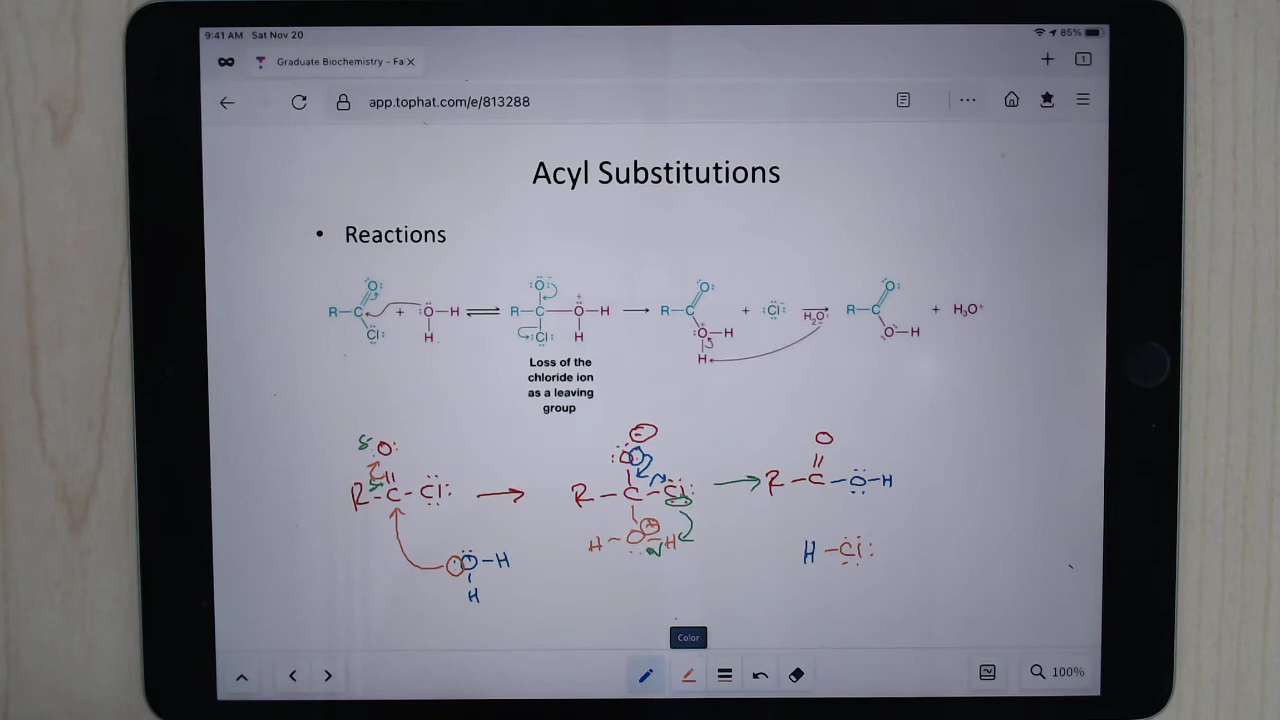 9:41 AM Sat Nov 20
85%
Graduate Biochemistry - Fa
1
app.tophat.com/e/813288
Acyl Substitutions
• Reactions
R—C O Cl + O—H H ⇌ R—C O⁻ Cl O⁺—H H → R—C O O⁺—H H + Cl⁻ H₂O R—C O O—H + H₃O⁺
Loss of the
chloride ion
as a leaving
group
R-C-Cl O → R-C-Cl O ⊖ → R-C-O-H O
O-H H H-O-H ⊕ H-Cl
Color
100%